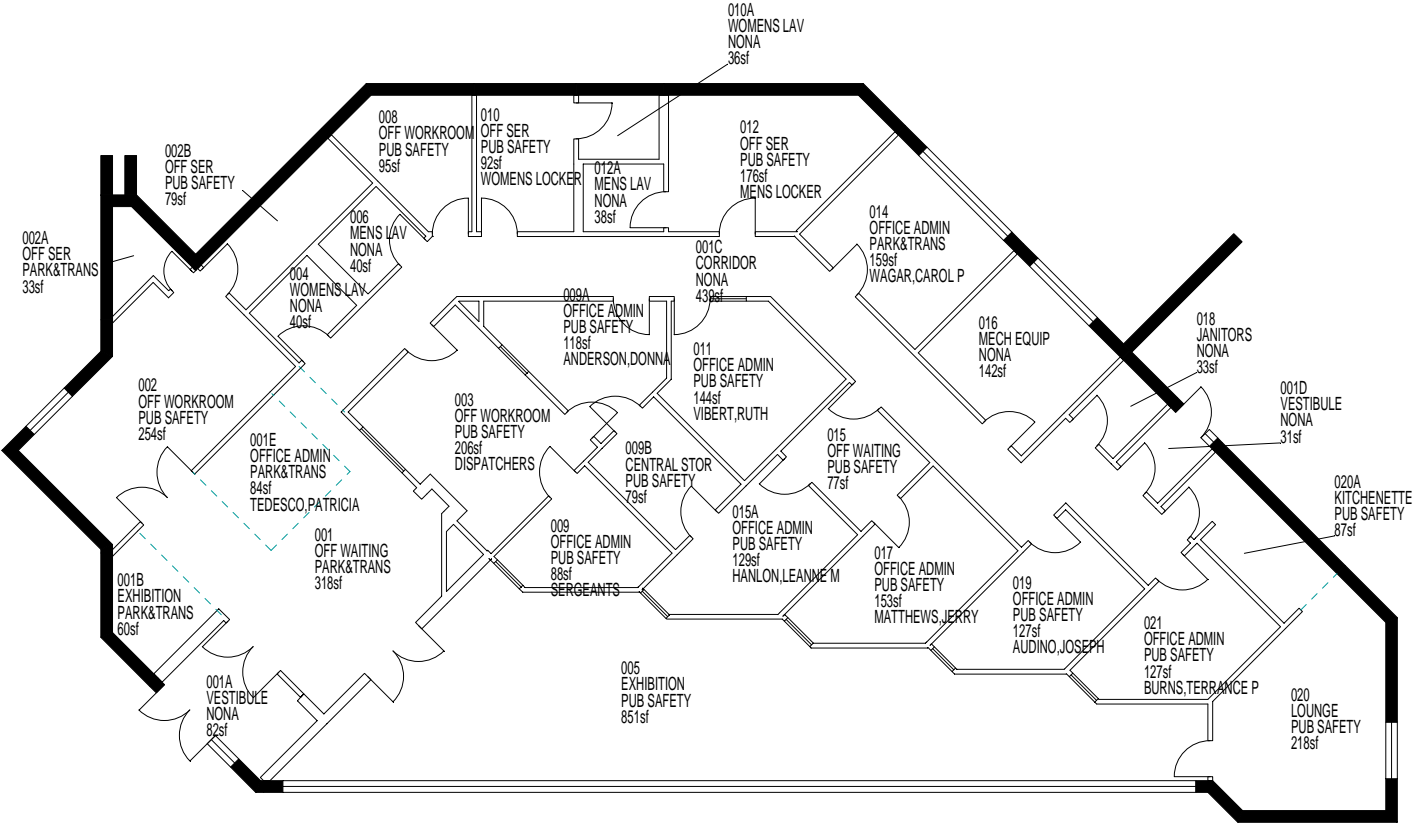 010A
WOMENS LAV
NONA
36sf
008
OFF WORKROOM
PUB SAFETY
95sf
010
OFF SER
PUB SAFETY
92sf
WOMENS LOCKER
012
OFF SER
PUB SAFETY
176sf
MENS LOCKER
002B
OFF SER
PUB SAFETY
79sf
012A
MENS LAV
NONA
38sf
006
MENS LAV
NONA
40sf
014
OFFICE ADMIN
PARK&TRANS
159sf
WAGAR,CAROL P
002A
OFF SER
PARK&TRANS
33sf
001C
CORRIDOR
NONA
439sf
004
WOMENS LAV
NONA
40sf
009A
OFFICE ADMIN
PUB SAFETY
118sf
ANDERSON,DONNA
016
MECH EQUIP
NONA
142sf
018
JANITORS
NONA
33sf
011
OFFICE ADMIN
PUB SAFETY
144sf
VIBERT,RUTH
002
OFF WORKROOM
PUB SAFETY
254sf
003
OFF WORKROOM
PUB SAFETY
206sf
DISPATCHERS
001D
VESTIBULE
NONA
31sf
001E
OFFICE ADMIN
PARK&TRANS
84sf
TEDESCO,PATRICIA
009B
CENTRAL STOR
PUB SAFETY
79sf
015
OFF WAITING
PUB SAFETY
77sf
020A
KITCHENETTE
PUB SAFETY
87sf
001
OFF WAITING
PARK&TRANS
318sf
009
OFFICE ADMIN
PUB SAFETY
88sf
SERGEANTS
015A
OFFICE ADMIN
PUB SAFETY
129sf
HANLON,LEANNE M
017
OFFICE ADMIN
PUB SAFETY
153sf
MATTHEWS,JERRY
001B
EXHIBITION
PARK&TRANS
60sf
019
OFFICE ADMIN
PUB SAFETY
127sf
AUDINO,JOSEPH
021
OFFICE ADMIN
PUB SAFETY
127sf
BURNS,TERRANCE P
001A
VESTIBULE
NONA
82sf
005
EXHIBITION
PUB SAFETY
851sf
020
LOUNGE
PUB SAFETY
218sf